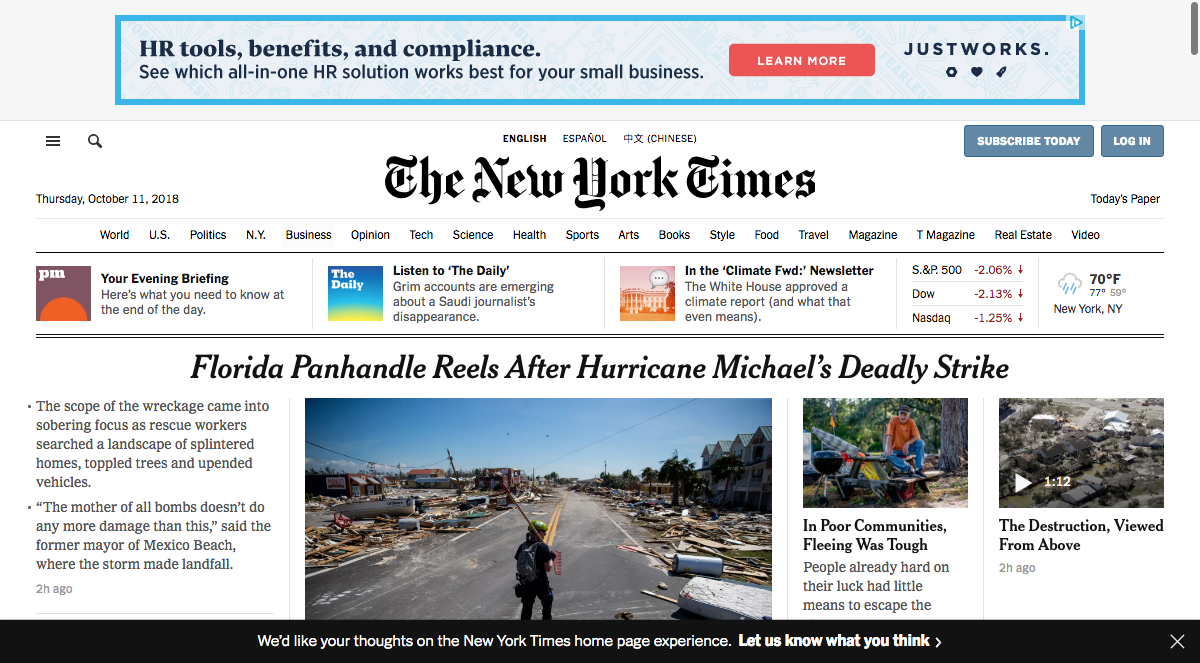 HR tools, benefits, and compliance.
See which all-in-one HR solution works best for your small business.
LEARN MORE
JUSTWORKS.
ENGLISH ESPAÑOL 中文 (CHINESE)
SUBSCRIBE TODAY
LOG IN
The New York Times
Thursday, October 11, 2018
Today's Paper
World U.S. Politics N.Y. Business Opinion Tech Science Health Sports Arts Books Style Food Travel Magazine T Magazine Real Estate Video
pm
Your Evening Briefing
Here's what you need to know at
the end of the day.
The
Daily
Listen to ‘The Daily’
Grim accounts are emerging
about a Saudi journalist's
disappearance.
In the ‘Climate Fwd:’ Newsletter
The White House approved a
climate report (and what that
even means).
S.&P. 500 -2.06% ↓
Dow -2.13% ↓
Nasdaq -1.25% ↓
70°F
77° 59°
New York, NY
Florida Panhandle Reels After Hurricane Michael’s Deadly Strike
· The scope of the wreckage came into
sobering focus as rescue workers
searched a landscape of splintered
homes, toppled trees and upended
vehicles.
· “The mother of all bombs doesn’t do
any more damage than this,” said the
former mayor of Mexico Beach,
where the storm made landfall.
2h ago
In Poor Communities,
Fleeing Was Tough
People already hard on
their luck had little
means to escape the
1:12
The Destruction, Viewed
From Above
2h ago
We’d like your thoughts on the New York Times home page experience. Let us know what you think ›